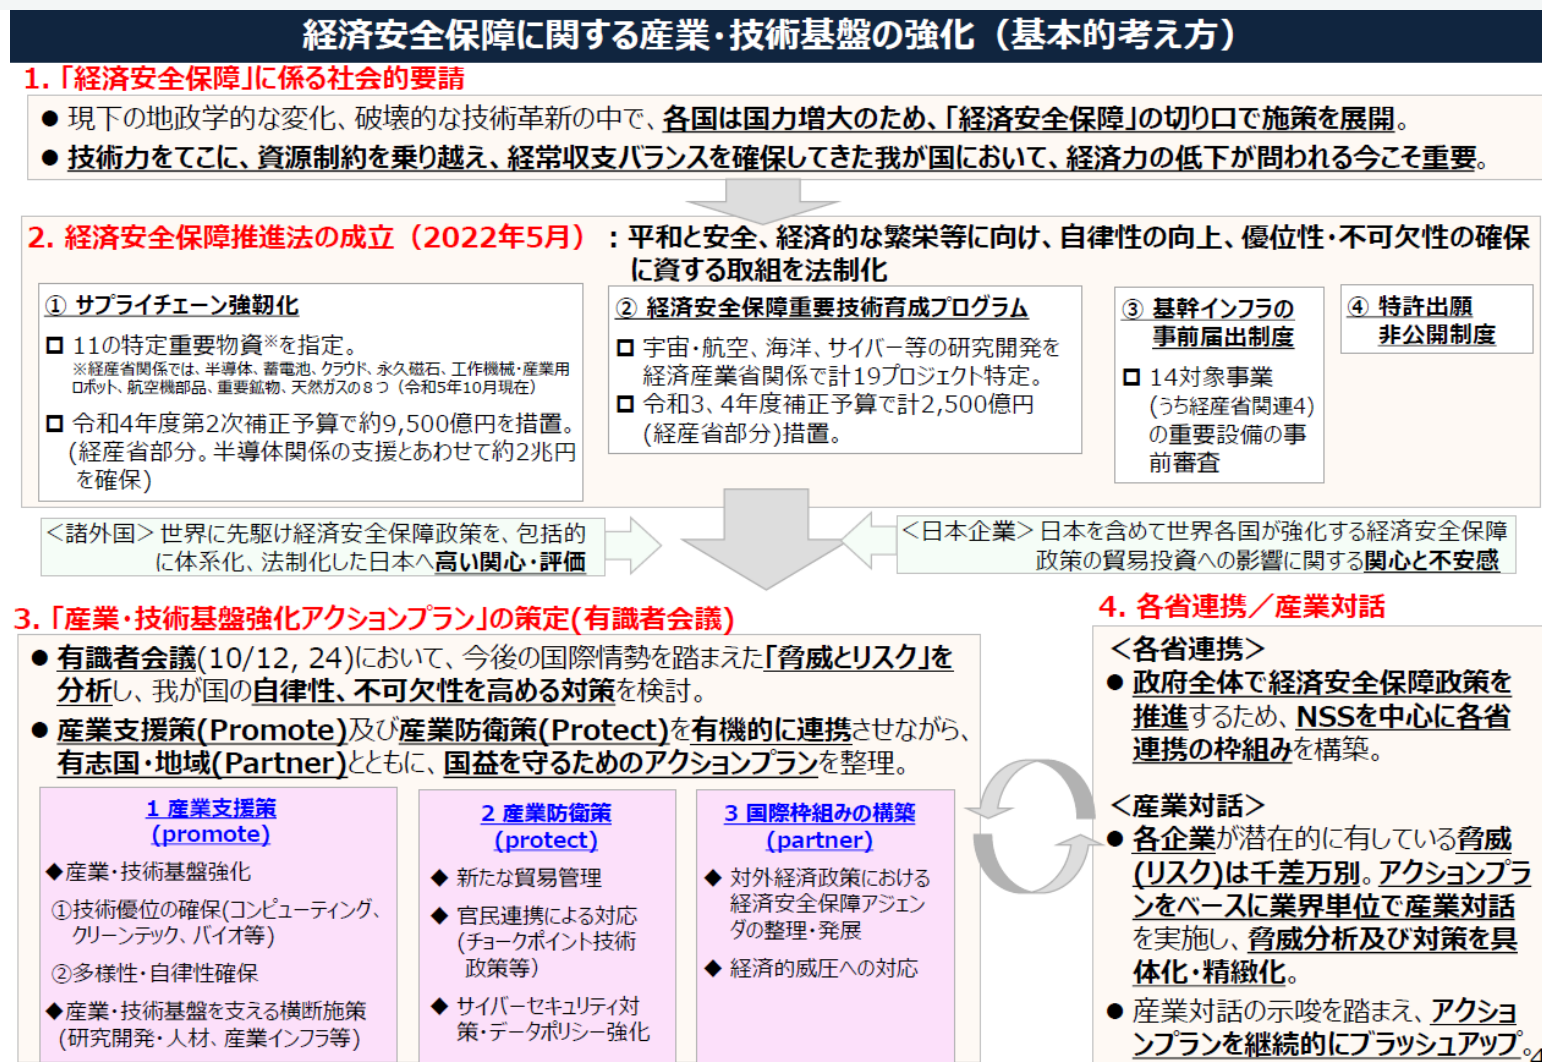 経済安全保障に関する産業・技術基盤の強化（基本的考え方）
1. 「経済安全保障」に係る社会的要請
● 現下の地政学的な変化、破壊的な技術革新の中で、各国は国力増大のため、「経済安全保障」の切り口で施策を展開。
● 技術力をてこに、資源制約を乗り越え、経常収支バランスを確保してきた我が国において、経済力の低下が問われる今こそ重要。
2. 経済安全保障推進法の成立（2022年5月）：平和と安全、経済的な繁栄等に向け、自律性の向上、優位性・不可欠性の確保
に資する取組を法制化
① サプライチェーン強靭化
11の特定重要物資※を指定。
※経産省関係では、半導体、蓄電池、クラウド、永久磁石、工作機械・産業用
ロボット、航空機部品、重要鉱物、天然ガスの８つ（令和5年10月現在）
令和4年度第2次補正予算で約9,500億円を措置。
(経産省部分。半導体関係の支援とあわせて約2兆円
を確保)
② 経済安全保障重要技術育成プログラム
宇宙・航空、海洋、サイバー等の研究開発を
経済産業省関係で計19プロジェクト特定。
令和3、4年度補正予算で計2,500億円
(経産省部分)措置。
③ 基幹インフラの
事前届出制度
14対象事業
(うち経産省関連4)
の重要設備の事
前審査
④ 特許出願
非公開制度
＜諸外国＞世界に先駆け経済安全保障政策を、包括的
に体系化、法制化した日本へ高い関心・評価
＜日本企業＞日本を含めて世界各国が強化する経済安全保障
政策の貿易投資への影響に関する関心と不安感
3. 「産業・技術基盤強化アクションプラン」の策定(有識者会議)
● 有識者会議(10/12, 24)において、今後の国際情勢を踏まえた「脅威とリスク」を
分析し、我が国の自律性、不可欠性を高める対策を検討。
● 産業支援策(Promote)及び産業防衛策(Protect)を有機的に連携させながら、
有志国・地域(Partner)とともに、国益を守るためのアクションプランを整理。
1 産業支援策
(promote)
◆産業・技術基盤強化
①技術優位の確保(コンピューティング、
クリーンテック、バイオ等)
②多様性・自律性確保
◆産業・技術基盤を支える横断施策
(研究開発・人材、産業インフラ等)
2 産業防衛策
(protect)
◆ 新たな貿易管理
◆ 官民連携による対応
(チョークポイント技術
政策等)
◆ サイバーセキュリティ対
策・データポリシー強化
3 国際枠組みの構築
(partner)
◆ 対外経済政策における
経済安全保障アジェン
ダの整理・発展
◆ 経済的威圧への対応
4. 各省連携／産業対話
＜各省連携＞
● 政府全体で経済安全保障政策を
推進するため、NSSを中心に各省
連携の枠組みを構築。
＜産業対話＞
● 各企業が潜在的に有している脅威
(リスク)は千差万別。アクションプラ
ンをベースに業界単位で産業対話
を実施し、脅威分析及び対策を具
体化・精緻化。
● 産業対話の示唆を踏まえ、アクショ
ンプランを継続的にブラッシュアップ。
4